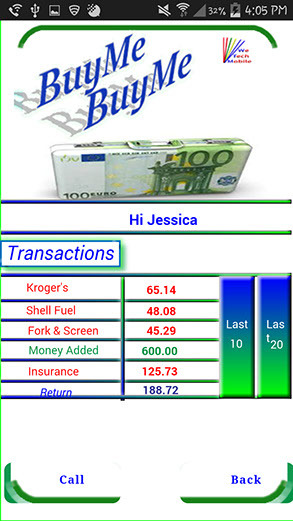 32% 4:05 PM
BuyMe
BuyMe
We
Tech
Mobile
100
100 EURO
Hi Jessica
Transactions
Kroger's 65.14
Shell Fuel 48.08
Fork & Screen 45.29
Money Added 600.00
Insurance 125.73
Return 188.72
Last
10
Las
t20
Call Back